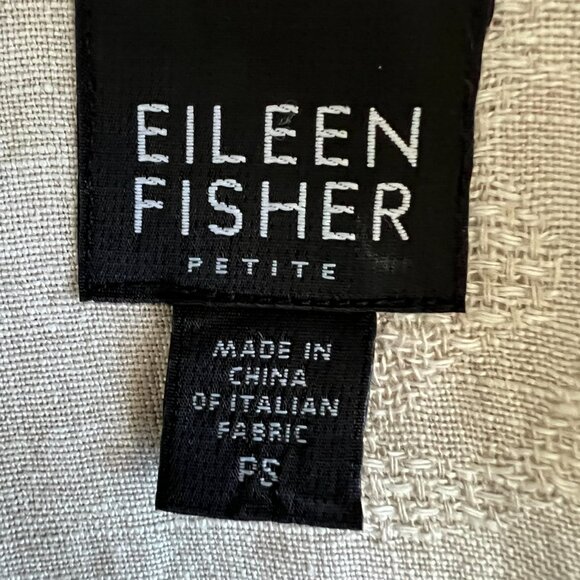 EILEEN
FISHER
PETITE
MADE IN
CHINA
OF ITALIAN
FABRIC
PS